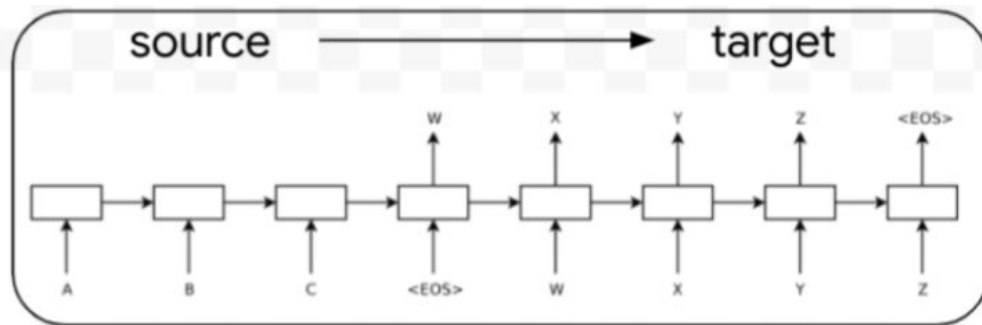 source target
W X Y Z <EOS>
A B C <EOS> W X Y Z